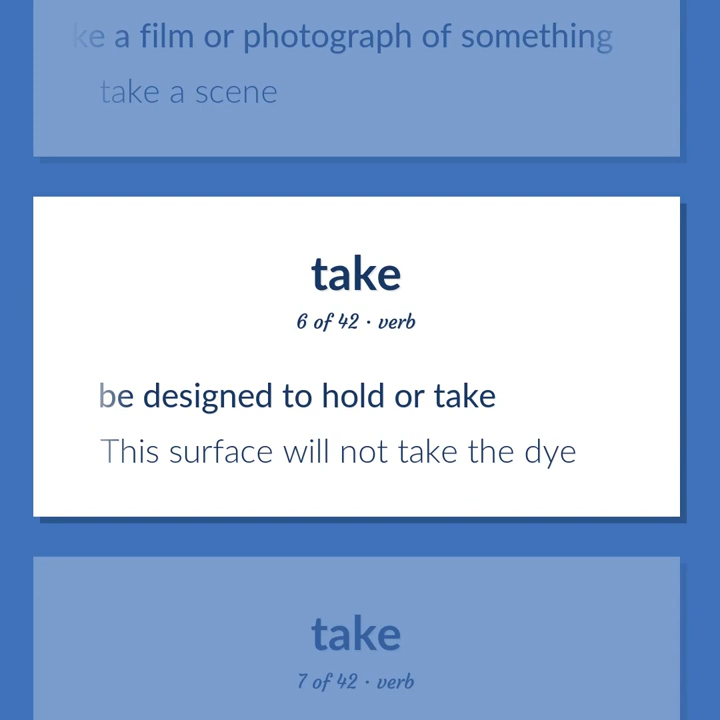 ke a film or photograph of something
take a scene
take
6 of 42 · verb
be designed to hold or take
This surface will not take the dye
take
7 of 42 · verb